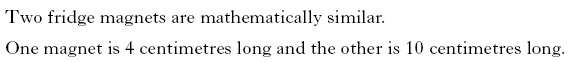 Two fridge magnets are mathematically similar.
One magnet is 4 centimetres long and the other is 10 centimetres long.